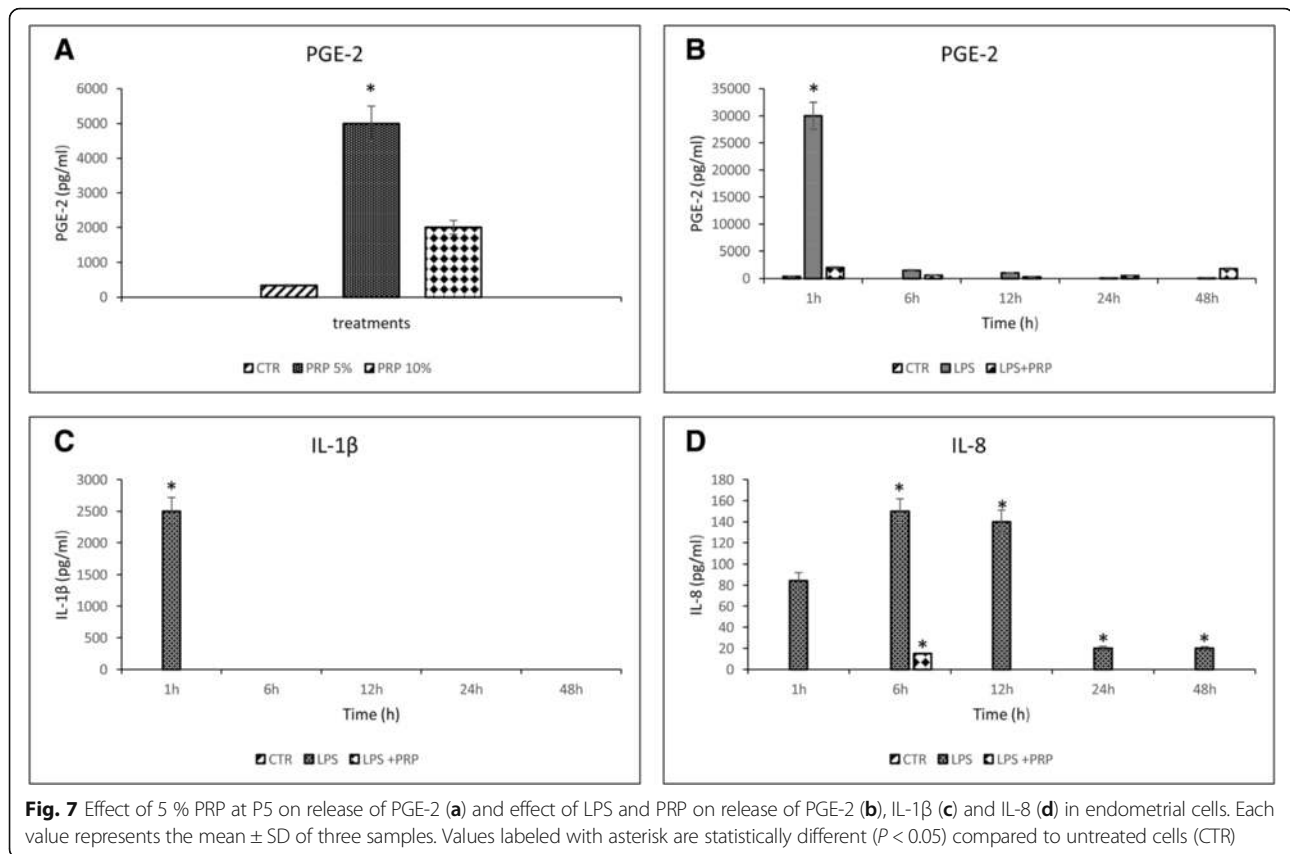 A
PGE-2
PGE-2 (pg/ml)
6000
5000
4000
3000
2000
1000
0
*
treatments
CTR PRP 5% PRP 10%
B
PGE-2
PGE-2 (pg/ml)
35000
30000
25000
20000
15000
10000
5000
0
*
1h 6h 12h 24h 48h
Time (h)
CTR LPS LPS+PRP
C
IL-1β
IL-1β (pg/ml)
3000
2500
2000
1500
1000
500
0
*
1h 6h 12h 24h 48h
Time (h)
CTR LPS LPS +PRP
D
IL-8
IL-8 (pg/ml)
180
160
140
120
100
80
60
40
20
0
* * * * *
1h 6h 12h 24h 48h
Time (h)
CTR LPS LPS +PRP
Fig. 7 Effect of 5 % PRP at P5 on release of PGE-2 (a) and effect of LPS and PRP on release of PGE-2 (b), IL-1β (c) and IL-8 (d) in endometrial cells. Each
value represents the mean ± SD of three samples. Values labeled with asterisk are statistically different (P < 0.05) compared to untreated cells (CTR)